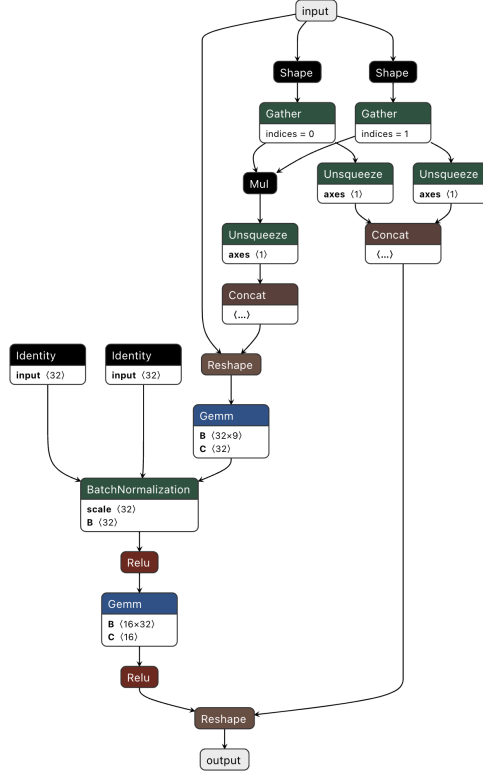 input
Shape
Shape
Gather
indices = 0
Gather
indices = 1
Mul
Unsqueeze
axes ⟨1⟩
Unsqueeze
axes ⟨1⟩
Unsqueeze
axes ⟨1⟩
Concat
⟨...⟩
Concat
⟨...⟩
Identity
input ⟨32⟩
Identity
input ⟨32⟩
Reshape
Gemm
B ⟨32×9⟩
C ⟨32⟩
BatchNormalization
scale ⟨32⟩
B ⟨32⟩
Relu
Gemm
B ⟨16×32⟩
C ⟨16⟩
Relu
Reshape
output